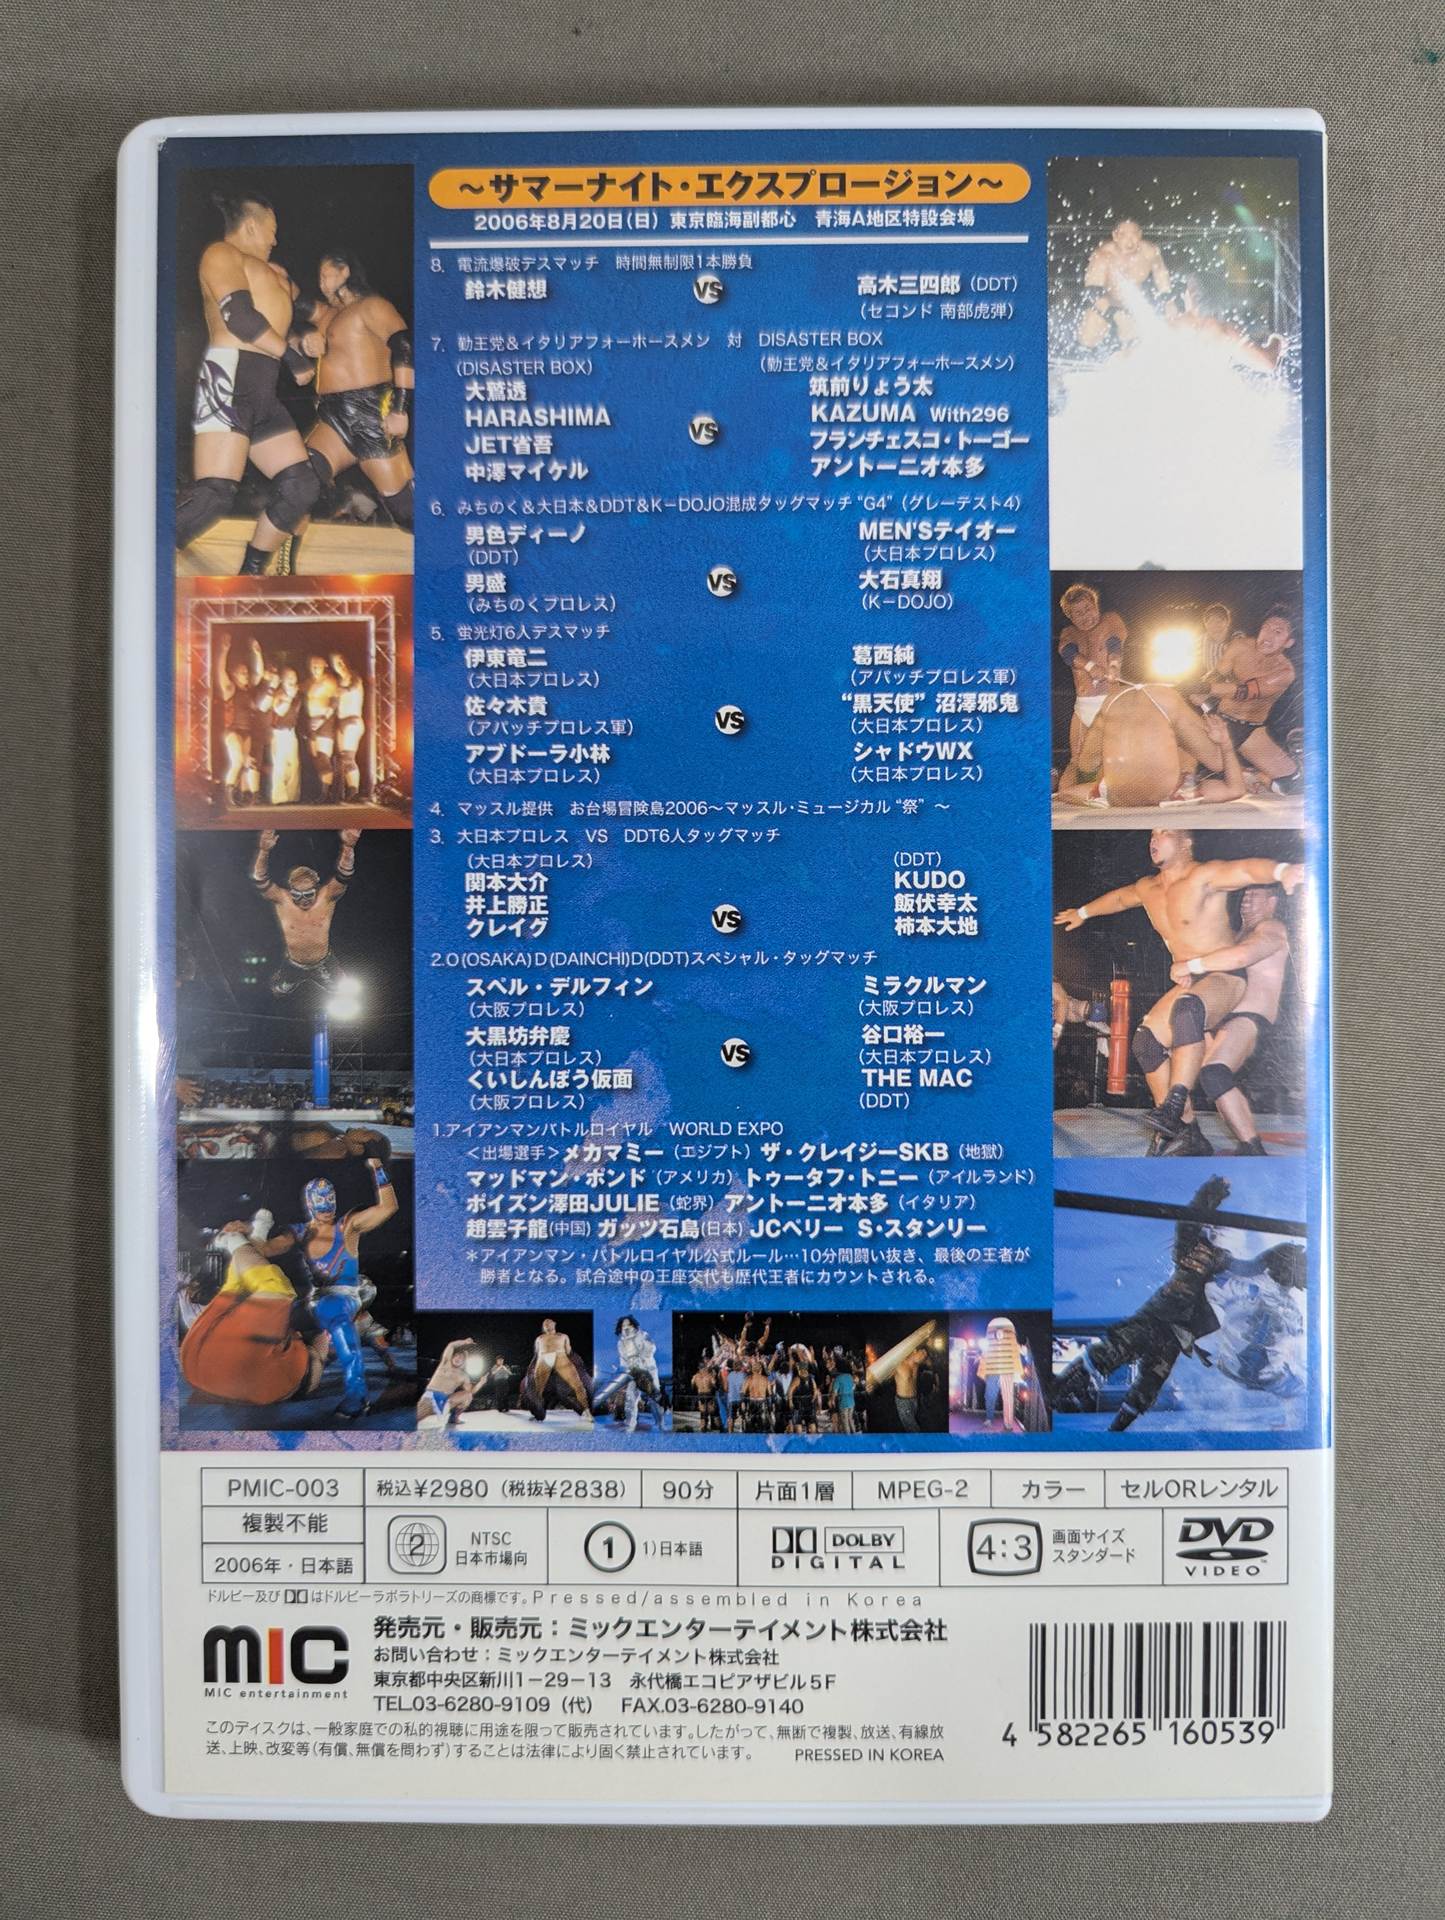 ～サマーナイト・エクスプロージョン～
2006年8月20日(日) 東京臨海副都心 青海A地区特設会場
8. 電流爆破デスマッチ 時間無制限1本勝負
鈴木健想 VS 高木三四郎 (DDT)
(セコンド 南部虎弾)
7. 勤王党&イタリアフォーホースメン 対 DISASTER BOX
(DISASTER BOX) (勤王党&イタリアフォーホースメン)
大鷲透 筑前りょう太
HARASHIMA VS KAZUMA With296
JET省吾 フランチェスコ・トーゴー
中澤マイケル アントーニオ本多
6. みちのく&大日本&DDT&K-DOJO混成タッグマッチ "G4" (グレーテスト4)
男色ディーノ MEN'Sテイオー
(DDT) (大日本プロレス)
男盛 VS 大石真翔
(みちのくプロレス) (K-DOJO)
5. 蛍光灯6人デスマッチ
伊東竜二 葛西純
(大日本プロレス) (アパッチプロレス軍)
佐々木貴 VS "黒天使" 沼澤邪鬼
(アパッチプロレス軍) (大日本プロレス)
アブドーラ小林 シャドウWX
(大日本プロレス) (大日本プロレス)
4. マッスル提供 お台場冒険島2006～マッスル・ミュージカル "祭" ～
3. 大日本プロレス VS DDT6人タッグマッチ
(大日本プロレス) (DDT)
関本大介 KUDO
井上勝正 VS 飯伏幸太
クレイグ 柿本大地
2.O(OSAKA)D(DAINCHI)D(DDT)スペシャル・タッグマッチ
スペル・デルフィン ミラクルマン
(大阪プロレス) (大阪プロレス)
大黒坊弁慶 VS 谷口裕一
(大日本プロレス) (大日本プロレス)
くいしんぼう仮面 THE MAC
(大阪プロレス) (DDT)
1.アイアンマンバトルロイヤル WORLD EXPO
<出場選手>メカマミー (エジプト) ザ・クレイジーSKB (地獄)
マッドマン・ポンド (アメリカ) トゥータフ・トニー (アイルランド)
ポイズン澤田JULIE (蛇界) アントーニオ本多 (イタリア)
趙雲子龍(中国) ガッツ石島(日本) JCベリー S・スタンリー
*アイアンマン・バトルロイヤル公式ルール…10分間闘い抜き、最後の王者が
勝者となる。試合途中の王座交代も歴代王者にカウントされる。
PMIC-003 税込¥2980 (税抜¥2838) 90分 片面1層 MPEG-2 カラー セルORレンタル
複製不能
2006年・日本語
2 NTSC
日本市場向
1 1)日本語
DOLBY
DIGITAL
4:3 画面サイズ
スタンダード
DVD
VIDEO
TM
ドルビー及びはドルビーラボラトリーズの商標です。Pressed/assembled in Korea
mic
MIC entertainment
発売元・販売元：ミックエンターテイメント株式会社
お問い合わせ：ミックエンターテイメント株式会社
東京都中央区新川1-29-13 永代橋エコピアザビル5F
TEL.03-6280-9109 (代) FAX.03-6280-9140
このディスクは、一般家庭での私的視聴に用途を限って販売されています。したがって、無断で複製、放送、有線放
送、上映、改変等(有償、無償を問わず)することは法律により固く禁止されています。 PRESSED IN KOREA
4 582265 160539